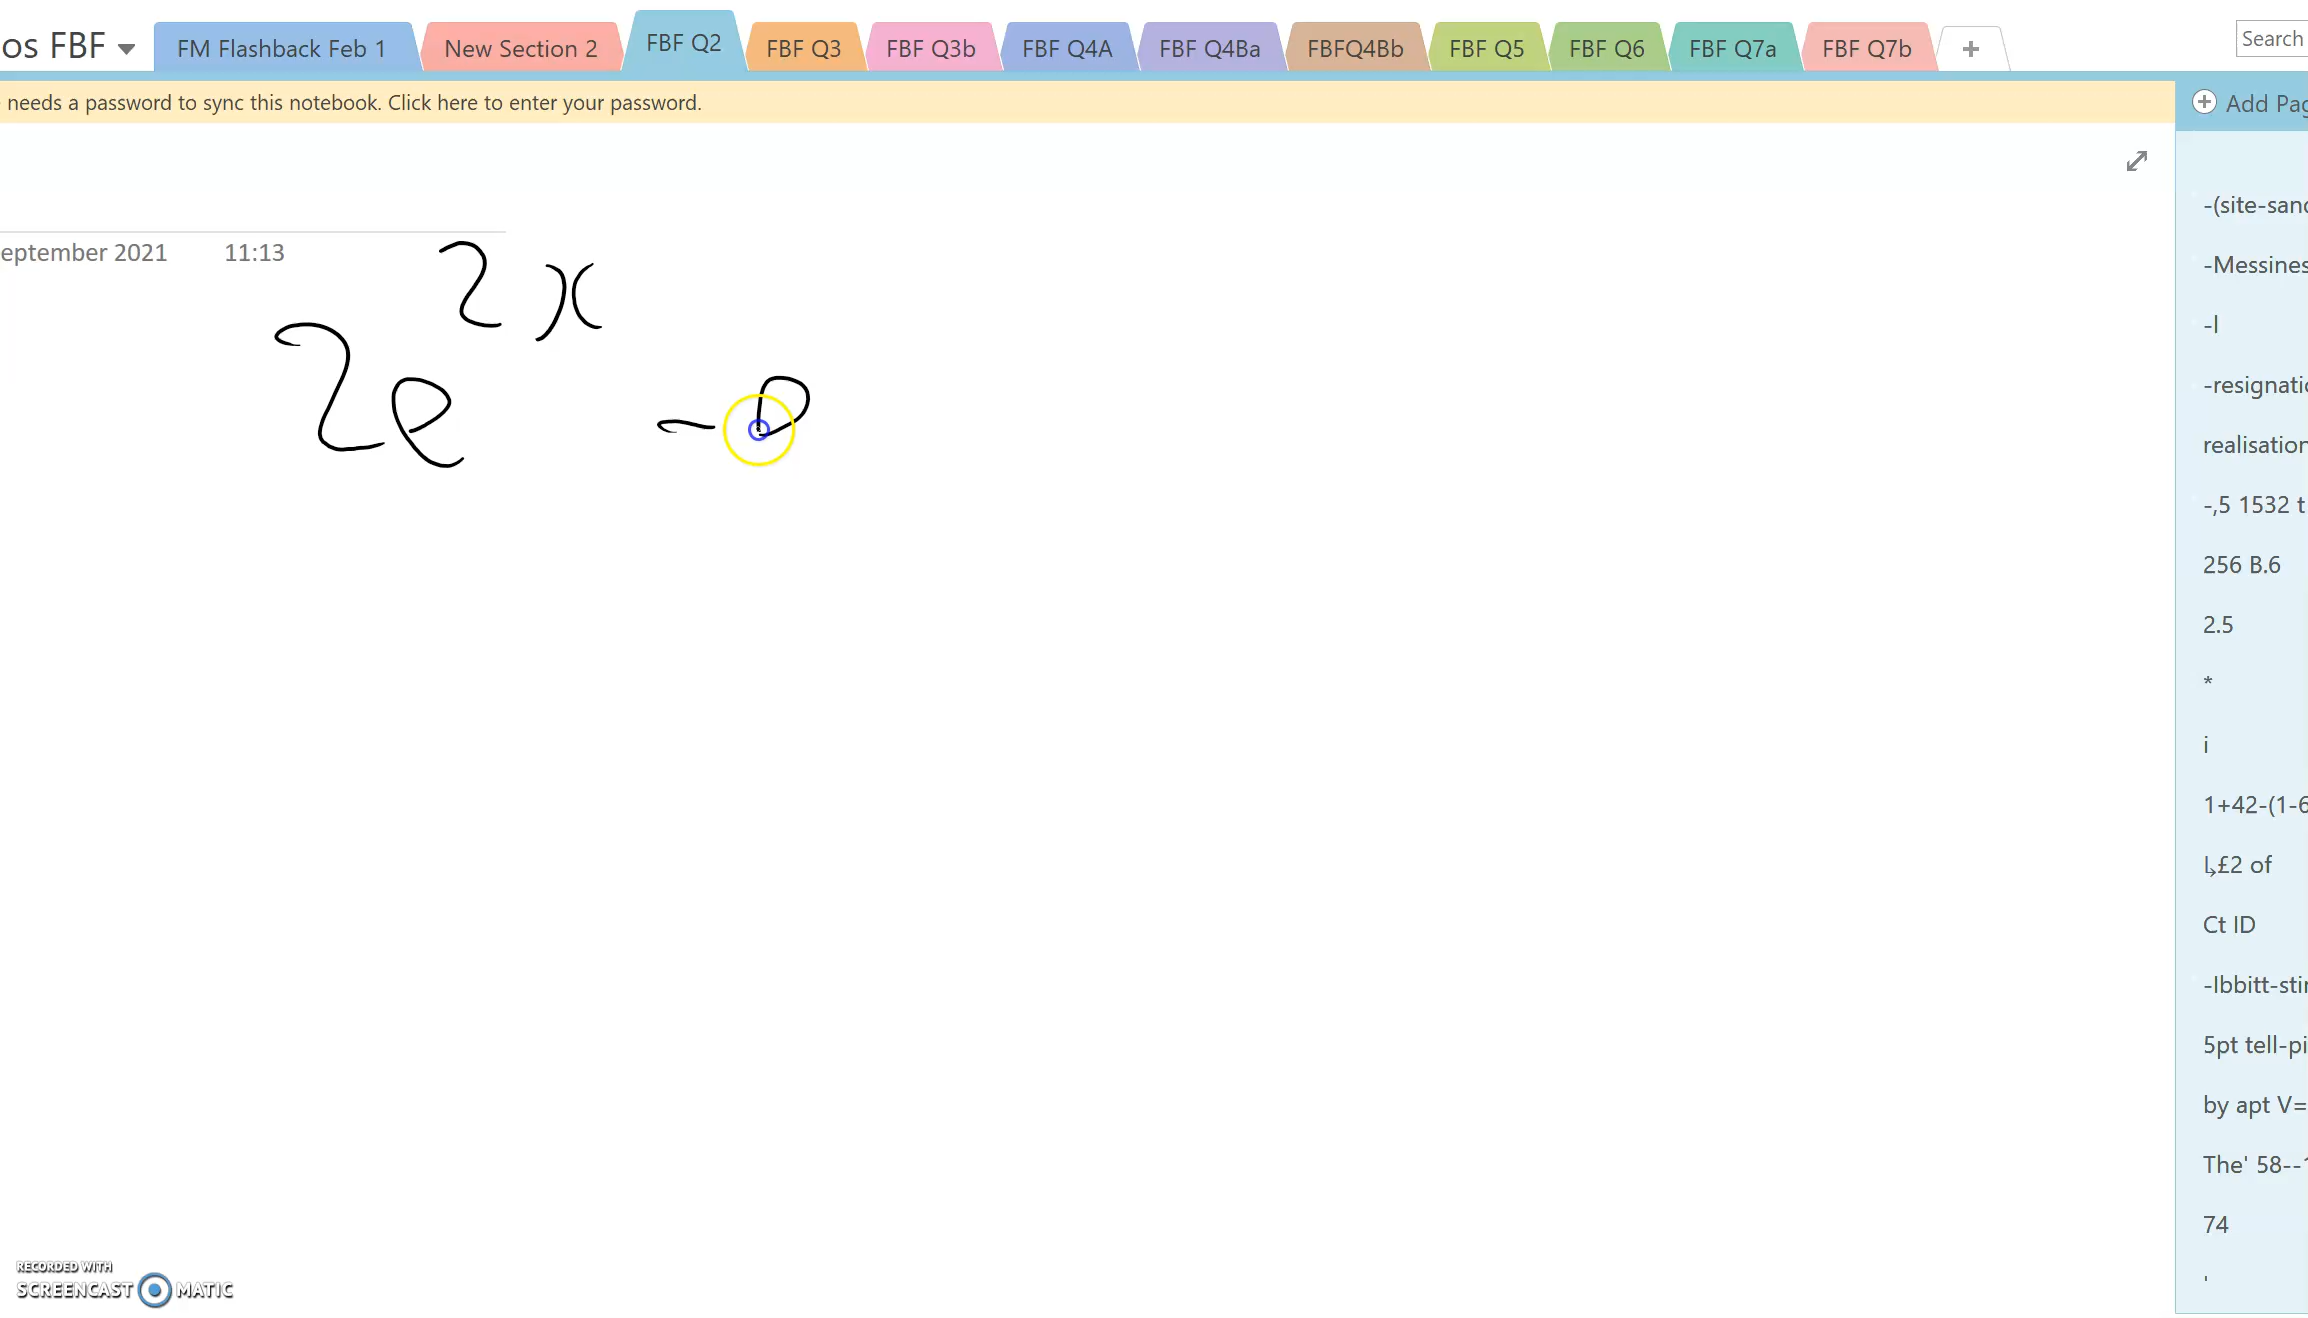 os FBF
FM Flashback Feb 1
New Section 2
FBF Q2
FBF Q3
FBF Q3b
FBF Q4A
FBF Q4Ba
FBFQ4Bb
FBF Q5
FBF Q6
FBF Q7a
FBF Q7b
Search
needs a password to sync this notebook. Click here to enter your password.
Add Pag
eptember 2021 11:13
2e^2x -
-(site-sand
-Messines
-l
-resignatio
realisation
-,5 1532 t
256 B.6
2.5
*
i
1+42-(1-6
£2 of
Ct ID
-Ibbitt-stir
5pt tell-pi
by apt V=
The' 58--1
74
'
RECORDED WITH
SCREENCAST MATIC